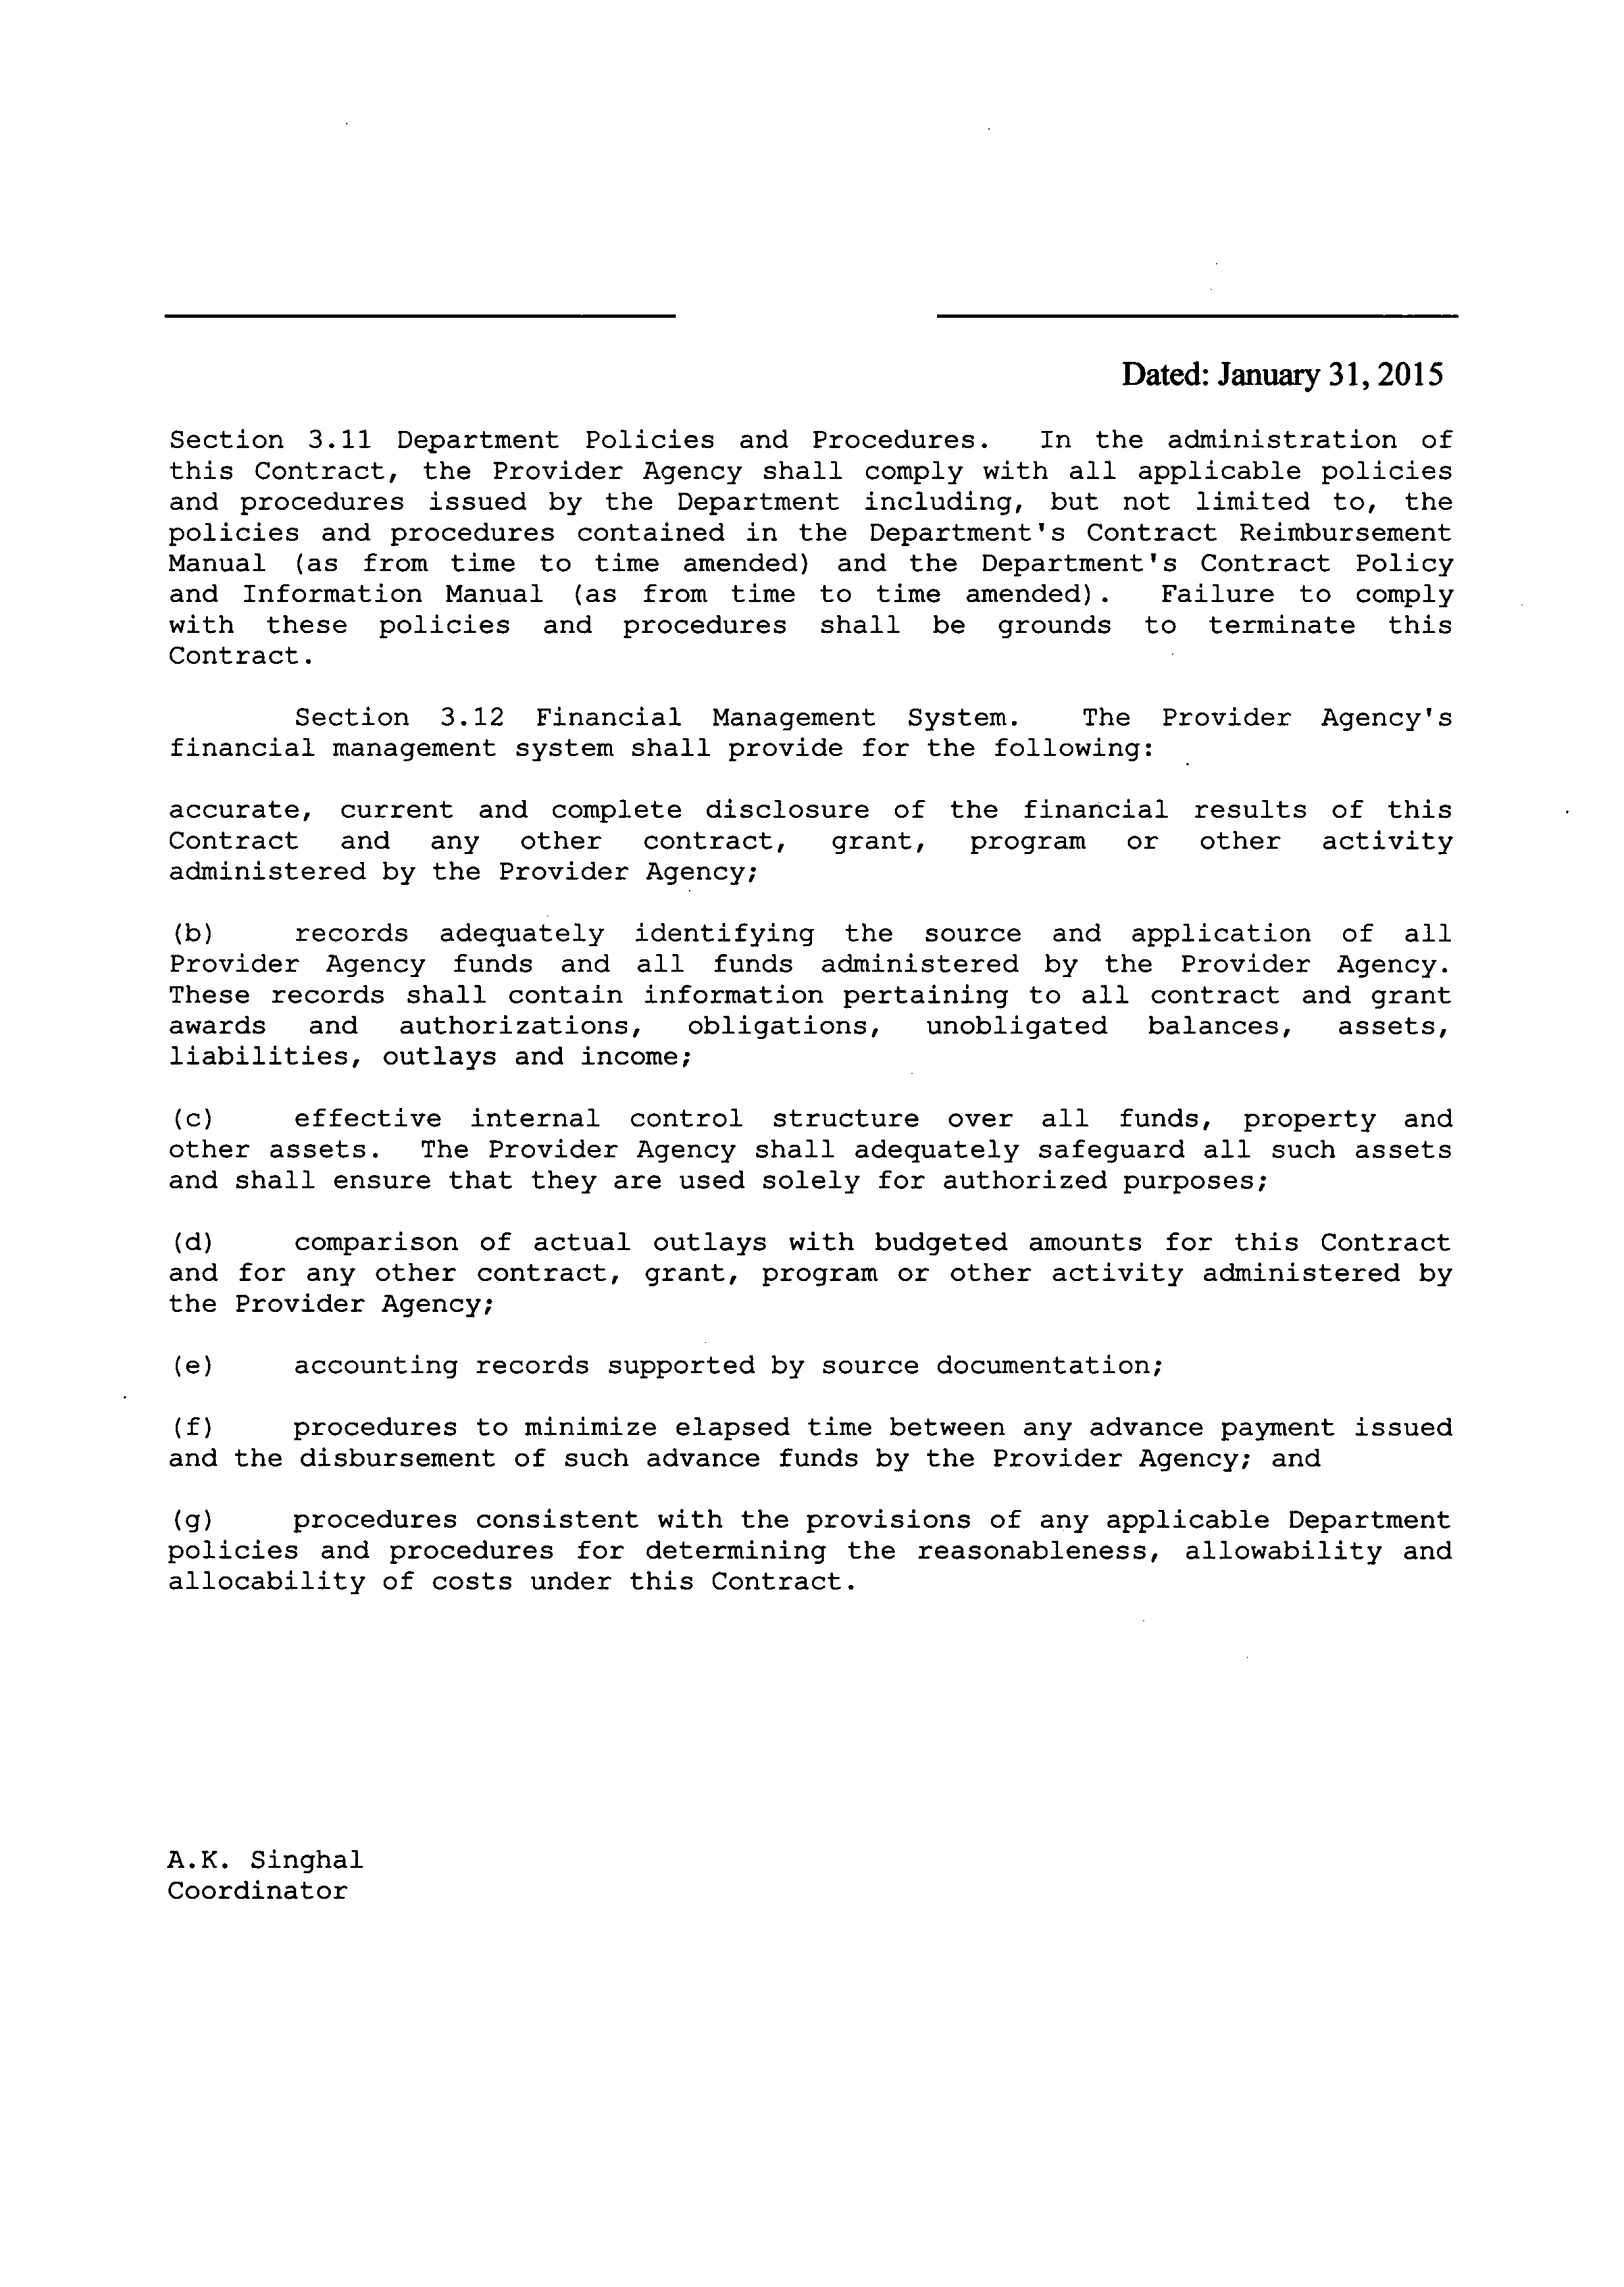 Dated: January 31, 2015
Section 3.11 Department Policies and Procedures. In the administration of
this Contract, the Provider Agency shall comply with all applicable policies
and procedures issued by the Department including, but not limited to, the
policies and procedures contained in the Department's Contract Reimbursement
Manual (as from time to time amended) and the Department's Contract Policy
and Information Manual (as from time to time amended). Failure to comply
with these policies and procedures shall be grounds to terminate this
Contract.
Section 3.12 Financial Management System. The Provider Agency's
financial management system shall provide for the following:
accurate, current and complete disclosure of the financial results of this
Contract and any other contract, grant, program or other activity
administered by the Provider Agency;
(b) records adequately identifying the source and application of all
Provider Agency funds and all funds administered by the Provider Agency.
These records shall contain information pertaining to all contract and grant
awards and authorizations, obligations, unobligated balances, assets,
liabilities, outlays and income;
(c) effective internal control structure over all funds, property and
other assets. The Provider Agency shall adequately safeguard all such assets
and shall ensure that they are used solely for authorized purposes;
(d) comparison of actual outlays with budgeted amounts for this Contract
and for any other contract, grant, program or other activity administered by
the Provider Agency;
(e) accounting records supported by source documentation;
(f) procedures to minimize elapsed time between any advance payment issued
and the disbursement of such advance funds by the Provider Agency; and
(g) procedures consistent with the provisions of any applicable Department
policies and procedures for determining the reasonableness, allowability and
allocability of costs under this Contract.
A.K. Singhal
Coordinator